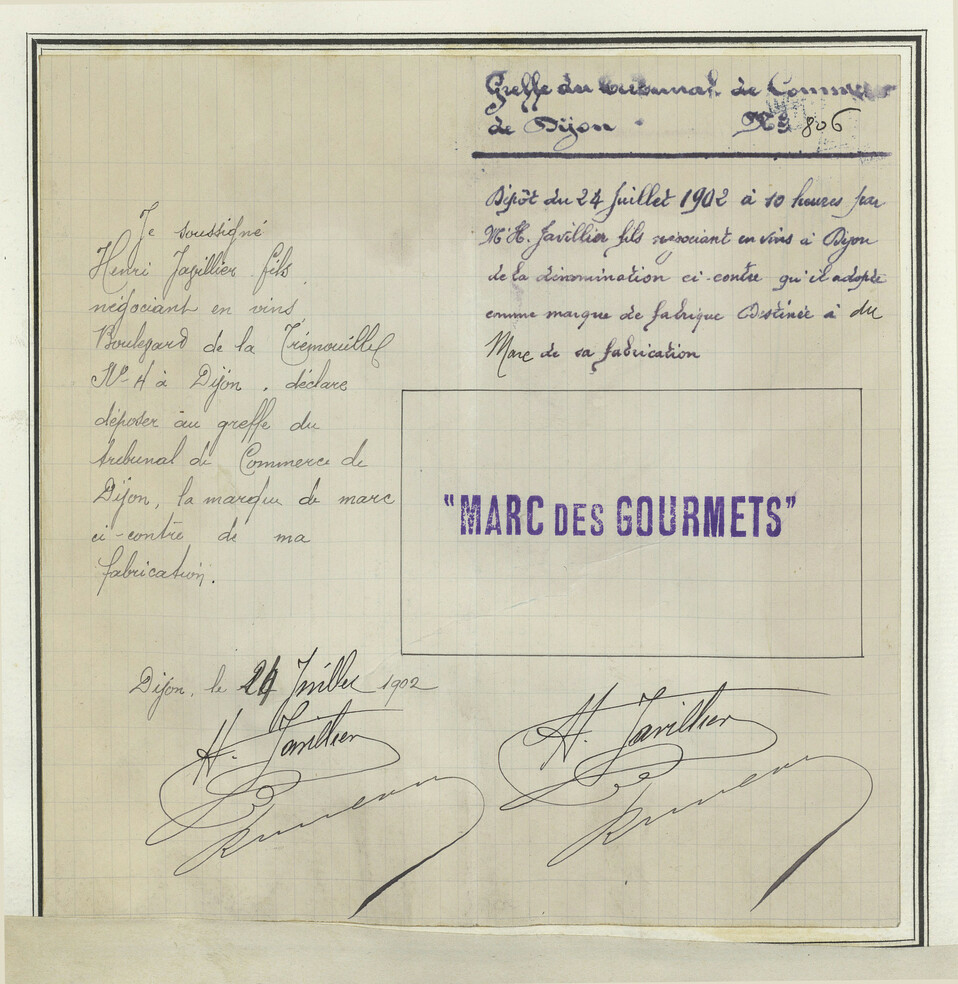 Greffe du Tribunal de Commerce
de Dijon N° 806
Dépôt du 24 Juillet 1902 à 10 heures par
Mr H. Javillier fils négociant en vins à Dijon
de la dénomination ci-contre qu'il adopte
comme marque de fabrique destinée à du
Marc de sa fabrication
Je soussigné
Henri Javillier fils,
négociant en vins,
Boulevard de la Trémouille
N° 4 à Dijon, déclare
déposer au greffe du
tribunal de Commerce de
Dijon, la marque de marc
ci-contre de ma
fabrication.
"MARC DES GOURMETS"
Dijon, le 24 Juillet 1902
H. Javillier
H. Javillier